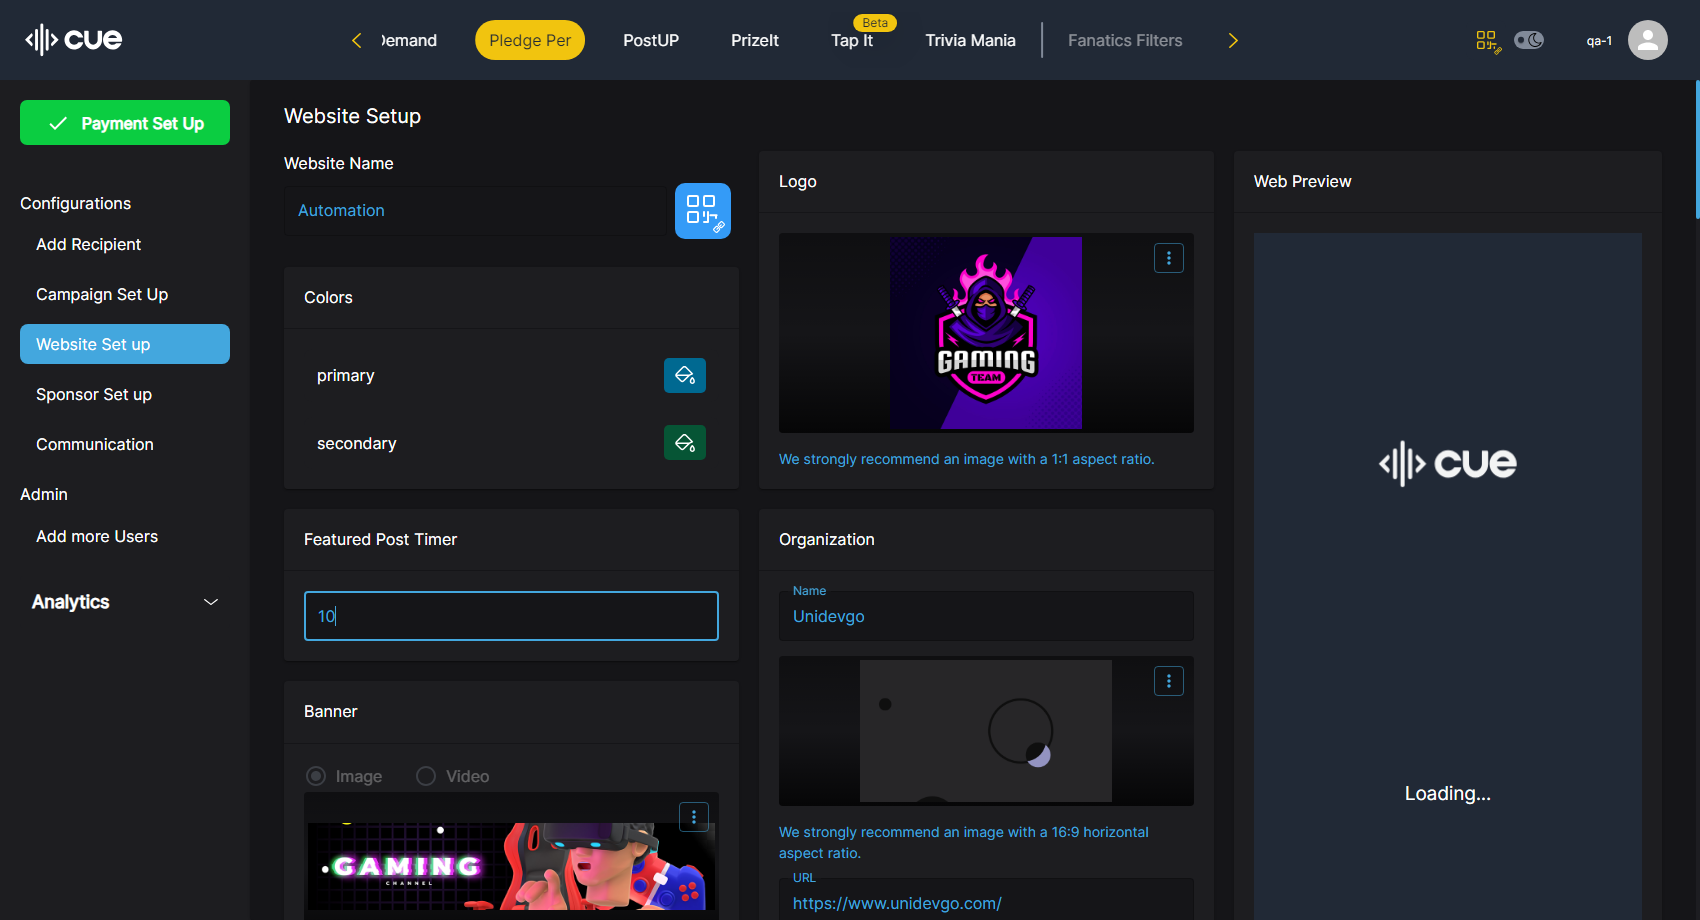 cue
Demand
Pledge Per
PostUP
PrizeIt
Beta
Tap It
Trivia Mania
Fanatics Filters
qa-1
Payment Set Up
Configurations
Add Recipient
Campaign Set Up
Website Set up
Sponsor Set up
Communication
Admin
Add more Users
Analytics
Website Setup
Website Name
Automation
Colors
primary
secondary
Featured Post Timer
10
Banner
Image
Video
GAMING
CHANNEL
Logo
GAMING
TEAM
We strongly recommend an image with a 1:1 aspect ratio.
Organization
Name
Unidevgo
We strongly recommend an image with a 16:9 horizontal
aspect ratio.
URL
https://www.unidevgo.com/
Web Preview
cue
Loading...